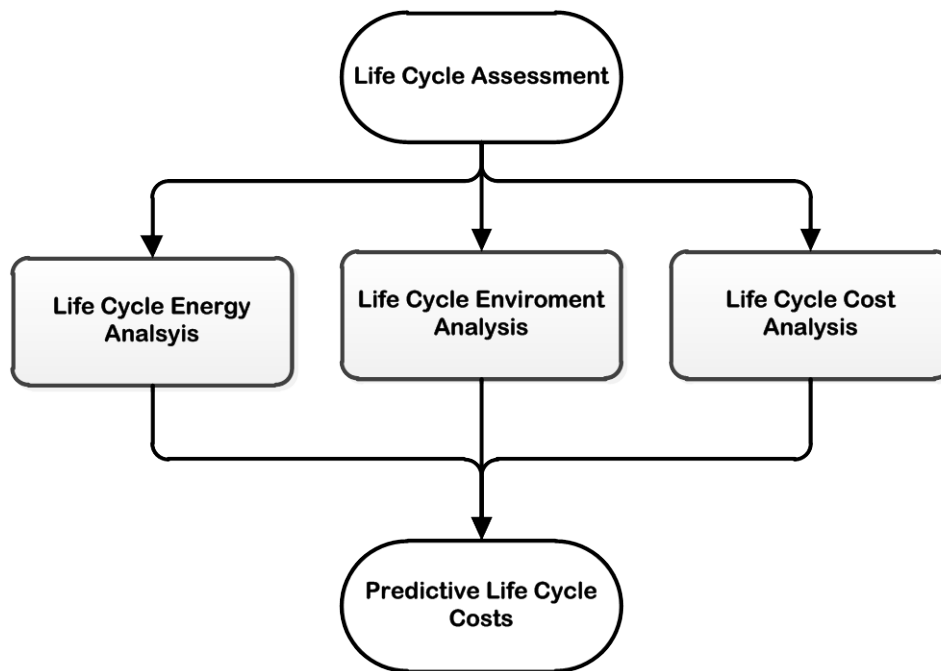 Life Cycle Assessment
Life Cycle Energy
Analsyis
Life Cycle Enviroment
Analysis
Life Cycle Cost
Analysis
Predictive Life Cycle
Costs